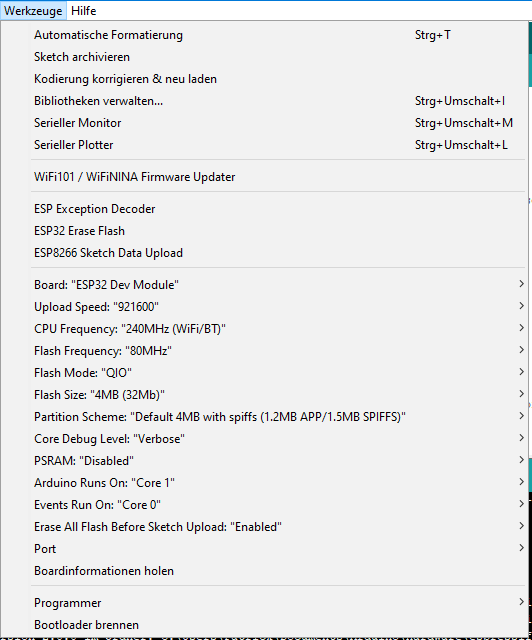 Werkzeuge Hilfe
Automatische Formatierung Strg+T
Sketch archivieren
Kodierung korrigieren & neu laden
Bibliotheken verwalten... Strg+Umschalt+I
Serieller Monitor Strg+Umschalt+M
Serieller Plotter Strg+Umschalt+L
WiFi101 / WiFiNINA Firmware Updater
ESP Exception Decoder
ESP32 Erase Flash
ESP8266 Sketch Data Upload
Board: "ESP32 Dev Module"
Upload Speed: "921600"
CPU Frequency: "240MHz (WiFi/BT)"
Flash Frequency: "80MHz"
Flash Mode: "QIO"
Flash Size: "4MB (32Mb)"
Partition Scheme: "Default 4MB with spiffs (1.2MB APP/1.5MB SPIFFS)"
Core Debug Level: "Verbose"
PSRAM: "Disabled"
Arduino Runs On: "Core 1"
Events Run On: "Core 0"
Erase All Flash Before Sketch Upload: "Enabled"
Port
Boardinformationen holen
Programmer
Bootloader brennen